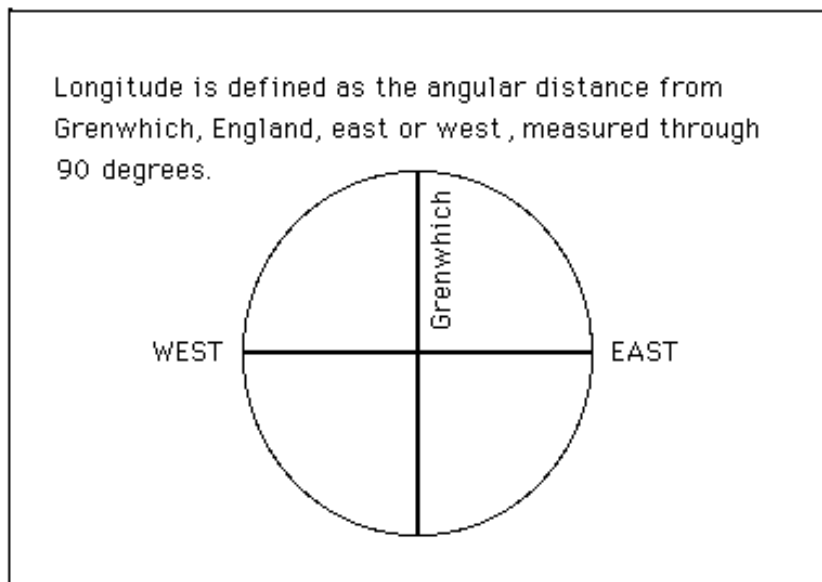 Longitude is defined as the angular distance from
Grenwhich, England, east or west, measured through
90 degrees.
Grenwhich
WEST
EAST